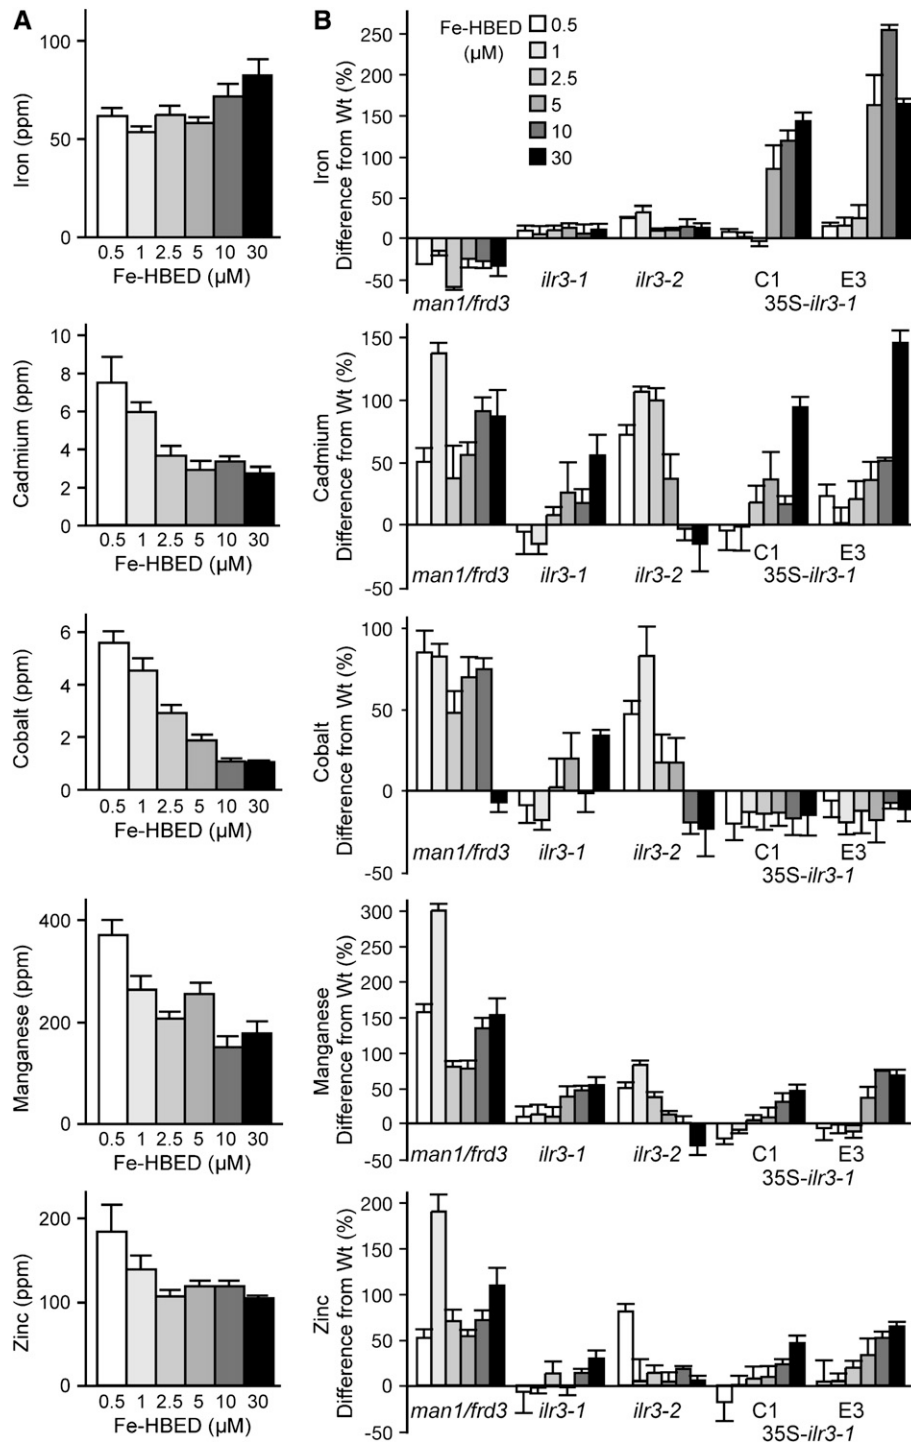 A
Iron (ppm)
100
50
0
0.5 1 2.5 5 10 30
Fe-HBED (µM)
Cadmium (ppm)
8
6
4
2
0
0.5 1 2.5 5 10 30
Fe-HBED (µM)
Cobalt (ppm)
6
4
2
0
0.5 1 2.5 5 10 30
Fe-HBED (µM)
Manganese (ppm)
400
200
0
0.5 1 2.5 5 10 30
Fe-HBED (µM)
Zinc (ppm)
200
100
0
0.5 1 2.5 5 10 30
Fe-HBED (µM)
B
Fe-HBED
(µM)
0.5
1
2.5
5
10
30
Iron
Difference from Wt (%)
250
200
150
100
50
0
-50
man1/frd3 ilr3-1 ilr3-2 C1 E3
35S-ilr3-1
Cadmium
Difference from Wt (%)
150
100
50
0
-50
man1/frd3 ilr3-1 ilr3-2 C1 E3
35S-ilr3-1
Cobalt
Difference from Wt (%)
100
50
0
-50
man1/frd3 ilr3-1 ilr3-2 C1 E3
35S-ilr3-1
Manganese
Difference from Wt (%)
300
200
150
100
50
0
-50
man1/frd3 ilr3-1 ilr3-2 C1 E3
35S-ilr3-1
Zinc
Difference from Wt (%)
200
150
100
50
0
-50
man1/frd3 ilr3-1 ilr3-2 C1 E3
35S-ilr3-1